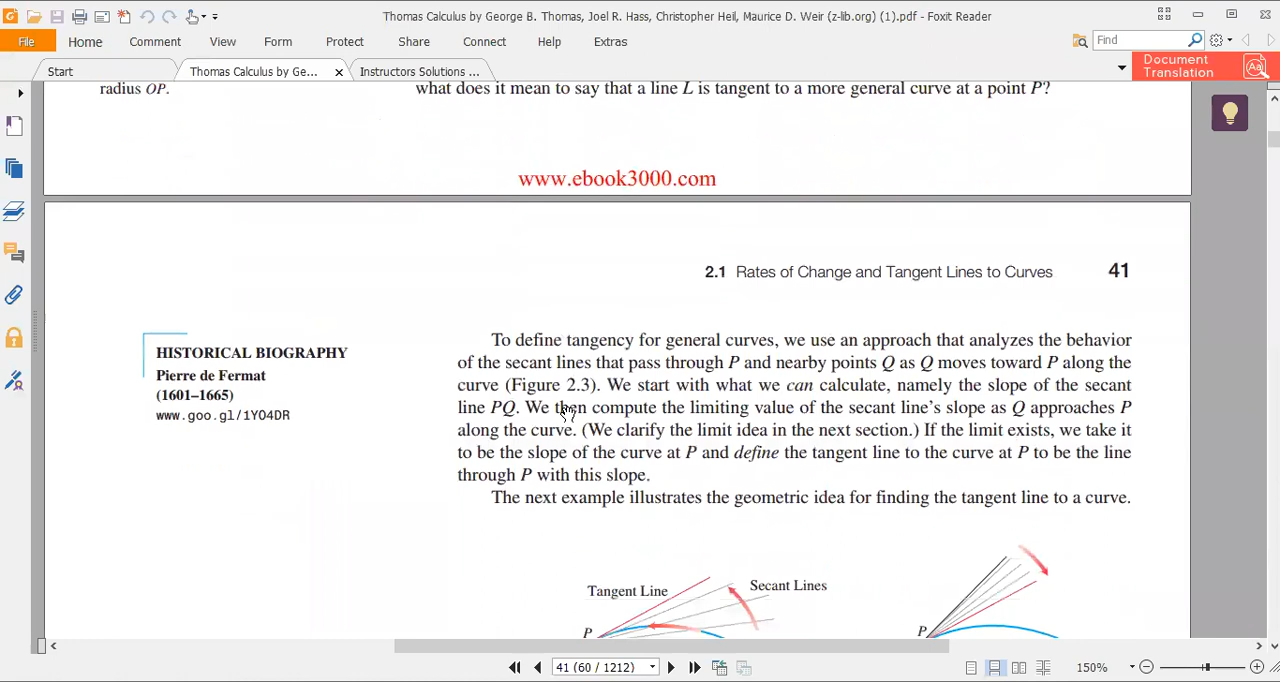 Thomas Calculus by George B. Thomas, Joel R. Hass, Christopher Heil, Maurice D. Weir (z-lib.org) (1).pdf - Foxit Reader
File Home Comment View Form Protect Share Connect Help Extras Find
Start Thomas Calculus by Ge... Instructors Solutions ... Document
Translation
radius OP. what does it mean to say that a line L is tangent to a more general curve at a point P?
www.ebook3000.com
2.1 Rates of Change and Tangent Lines to Curves 41
HISTORICAL BIOGRAPHY
Pierre de Fermat
(1601–1665)
www.goo.gl/1YO4DR
To define tangency for general curves, we use an approach that analyzes the behavior
of the secant lines that pass through P and nearby points Q as Q moves toward P along the
curve (Figure 2.3). We start with what we can calculate, namely the slope of the secant
line PQ. We then compute the limiting value of the secant line's slope as Q approaches P
along the curve. (We clarify the limit idea in the next section.) If the limit exists, we take it
to be the slope of the curve at P and define the tangent line to the curve at P to be the line
through P with this slope.
The next example illustrates the geometric idea for finding the tangent line to a curve.
Tangent Line Secant Lines
P P
41 (60 / 1212) 150%